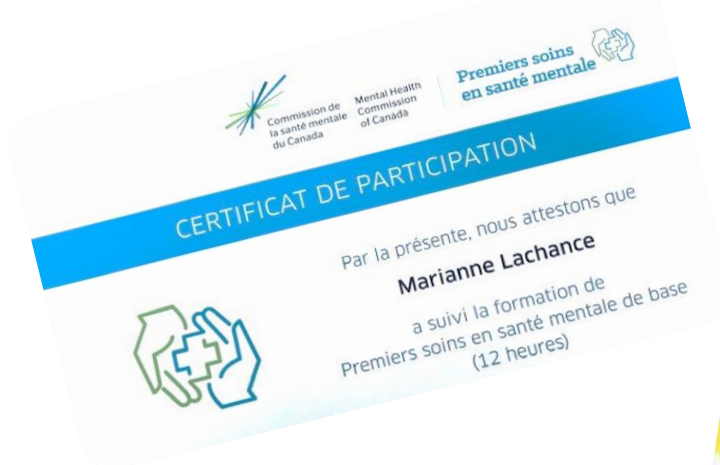 Commission de
la santé mentale
du Canada
Mental Health
Commission
of Canada
Premiers soins
en santé mentale
CERTIFICAT DE PARTICIPATION
Par la présente, nous attestons que
Marianne Lachance
a suivi la formation de
Premiers soins en santé mentale de base
(12 heures)